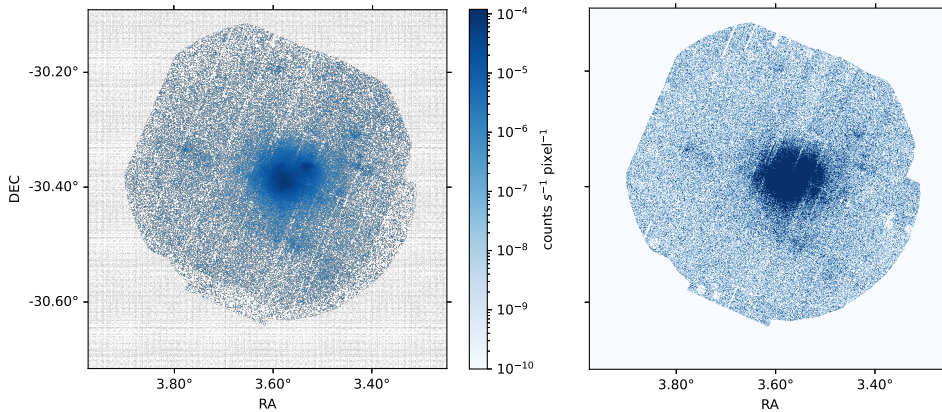 DEC
-30.20°
-30.40°
-30.60°
3.80° 3.60° 3.40°
RA
10⁻⁴
10⁻⁵
10⁻⁶
10⁻⁷
10⁻⁸
10⁻⁹
10⁻¹⁰
counts s⁻¹ pixel⁻¹
3.80° 3.60° 3.40°
RA